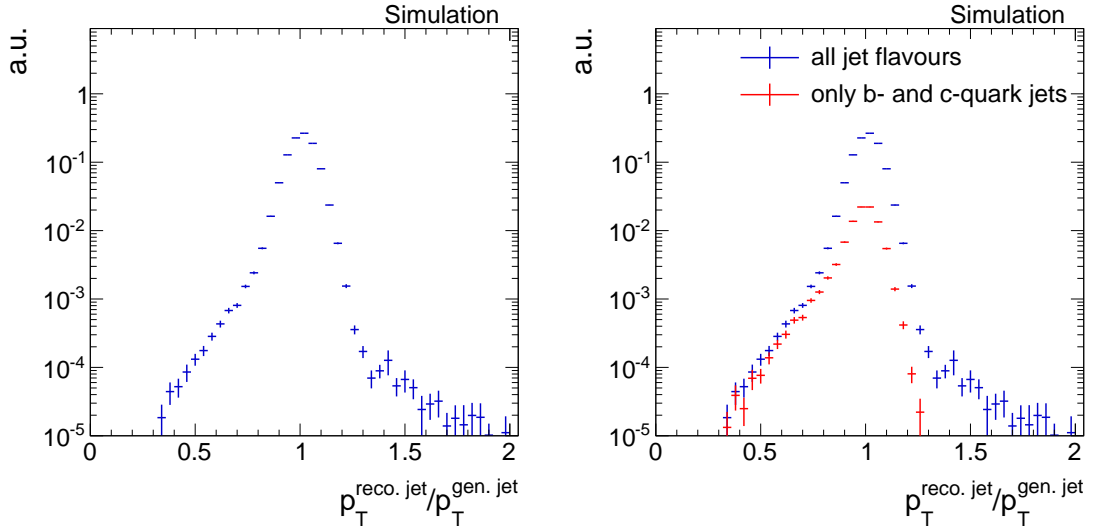 Simulation
a.u.
1
10^-1
10^-2
10^-3
10^-4
10^-5
0 0.5 1 1.5 2
p_T^reco. jet/p_T^gen. jet
Simulation
a.u.
all jet flavours
only b- and c-quark jets
1
10^-1
10^-2
10^-3
10^-4
10^-5
0 0.5 1 1.5 2
p_T^reco. jet/p_T^gen. jet